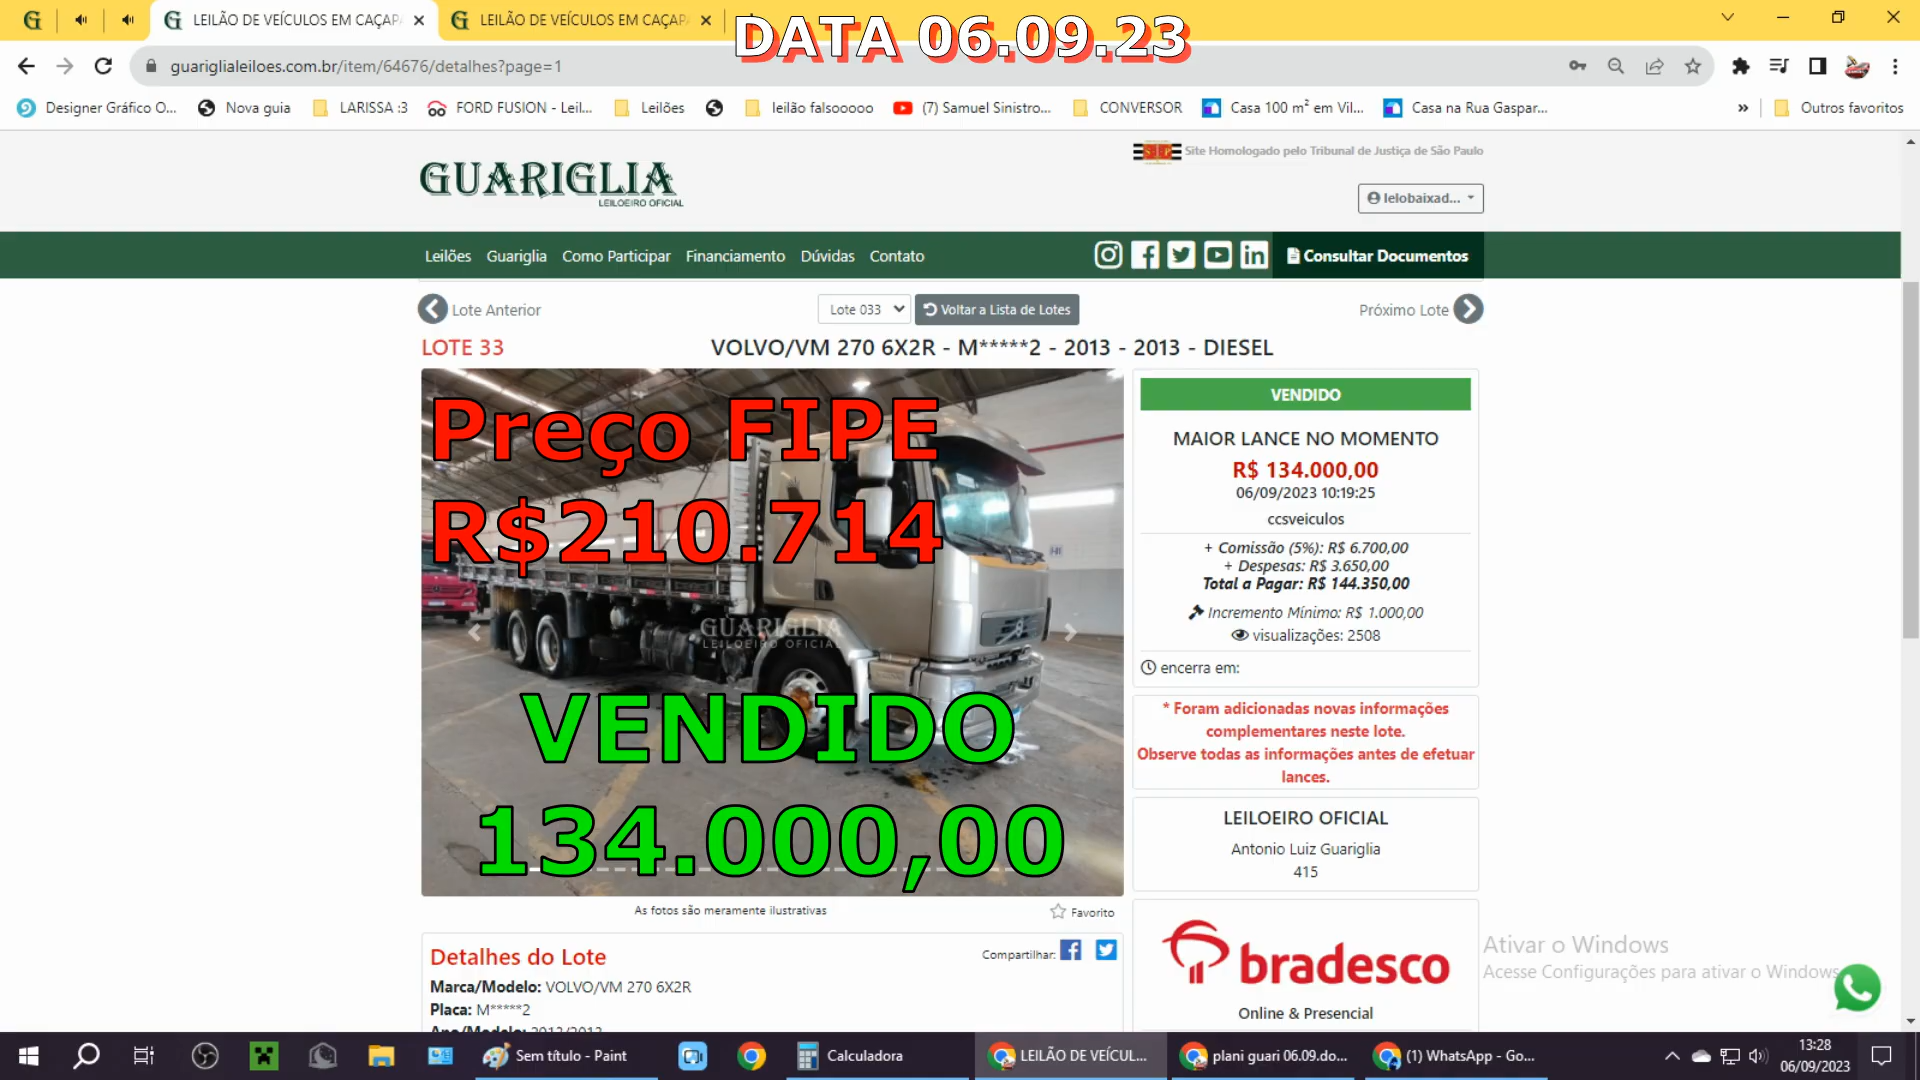 LEILÃO DE VEÍCULOS EM CAÇAP
LEILÃO DE VEÍCULOS EM CAÇAP
DATA 06.09.23
guariglialeiloes.com.br/item/64676/detalhes?page=1
Designer Gráfico O... Nova guia LARISSA :3 FORD FUSION - Leil... Leilões leilão falsooooo (7) Samuel Sinistro... CONVERSOR Casa 100 m² em Vil... Casa na Rua Gaspar... » Outros favoritos
Site Homologado pelo Tribunal de Justiça de São Paulo
GUARIGLIA
LEILOEIRO OFICIAL
lelobaixad...
Leilões Guariglia Como Participar Financiamento Dúvidas Contato Consultar Documentos
Lote Anterior Lote 033 Voltar a Lista de Lotes Próximo Lote
LOTE 33 VOLVO/VM 270 6X2R - M*****2 - 2013 - 2013 - DIESEL
Preço FIPE
R$210.714
GUARIGLIA
LEILOEIRO OFICIAL
VENDIDO
134.000,00
VENDIDO
MAIOR LANCE NO MOMENTO
R$ 134.000,00
06/09/2023 10:19:25
ccsveiculos
+ Comissão (5%): R$ 6.700,00
+ Despesas: R$ 3.650,00
Total a Pagar: R$ 144.350,00
Incremento Mínimo: R$ 1.000,00
visualizações: 2508
encerra em:
* Foram adicionadas novas informações
complementares neste lote.
Observe todas as informações antes de efetuar
lances.
LEILOEIRO OFICIAL
Antonio Luiz Guariglia
415
As fotos são meramente ilustrativas
Favorito
Detalhes do Lote
Compartilhar:
Marca/Modelo: VOLVO/VM 270 6X2R
Placa: M*****2
Ano/Modelo: 2013/2013
bradesco
Online & Presencial
Ativar o Windows
Acesse Configurações para ativar o Windows
Sem título - Paint Calculadora LEILÃO DE VEÍCUL... plani guari 06.09.do... (1) WhatsApp - Go...
13:28
06/09/2023